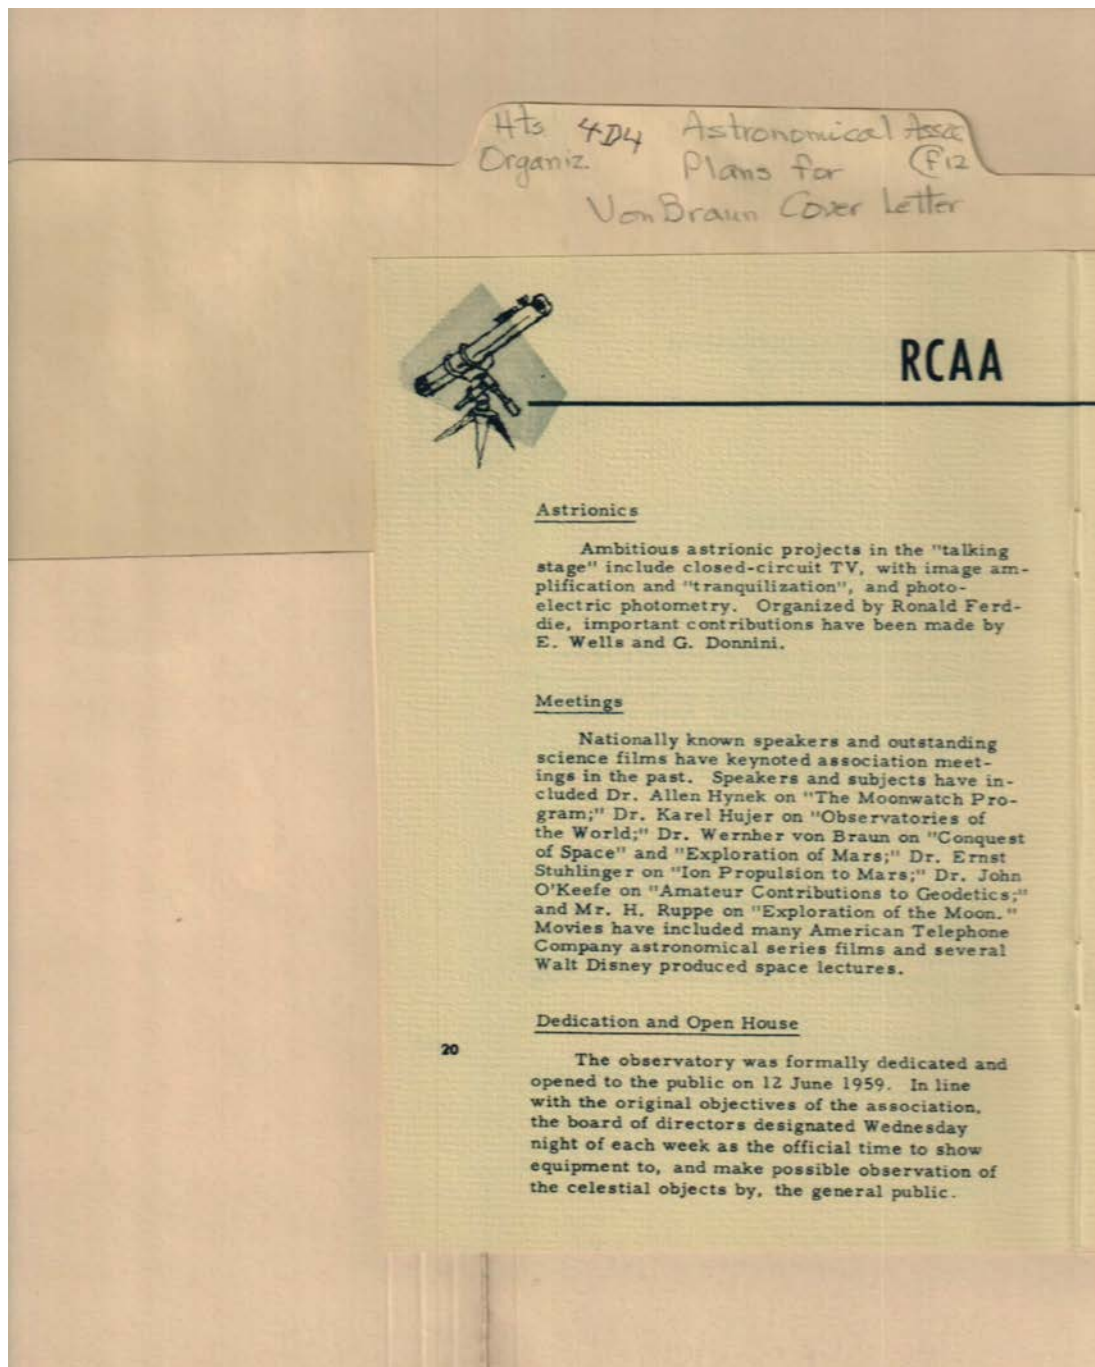 Hts 4D4 Astronomical Assc
Organiz. Plans for F12
Von Braun Cover Letter
RCAA
Astrionics
Ambitious astrionic projects in the "talking
stage" include closed-circuit TV, with image am-
plification and "tranquilization", and photo-
electric photometry. Organized by Ronald Ferd-
die, important contributions have been made by
E. Wells and G. Donnini.
Meetings
Nationally known speakers and outstanding
science films have keynoted association meet-
ings in the past. Speakers and subjects have in-
cluded Dr. Allen Hynek on "The Moonwatch Pro-
gram;" Dr. Karel Hujer on "Observatories of
the World;" Dr. Wernher von Braun on "Conquest
of Space" and "Exploration of Mars;" Dr. Ernst
Stuhlinger on "Ion Propulsion to Mars;" Dr. John
O'Keefe on "Amateur Contributions to Geodetics;"
and Mr. H. Ruppe on "Exploration of the Moon."
Movies have included many American Telephone
Company astronomical series films and several
Walt Disney produced space lectures.
Dedication and Open House
20
The observatory was formally dedicated and
opened to the public on 12 June 1959. In line
with the original objectives of the association,
the board of directors designated Wednesday
night of each week as the official time to show
equipment to, and make possible observation of
the celestial objects by, the general public.